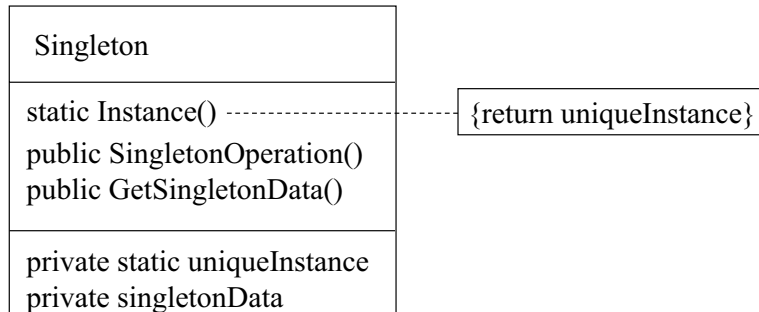 Singleton
static Instance()
{return uniqueInstance}
public SingletonOperation()
public GetSingletonData()
private static uniqueInstance
private singletonData